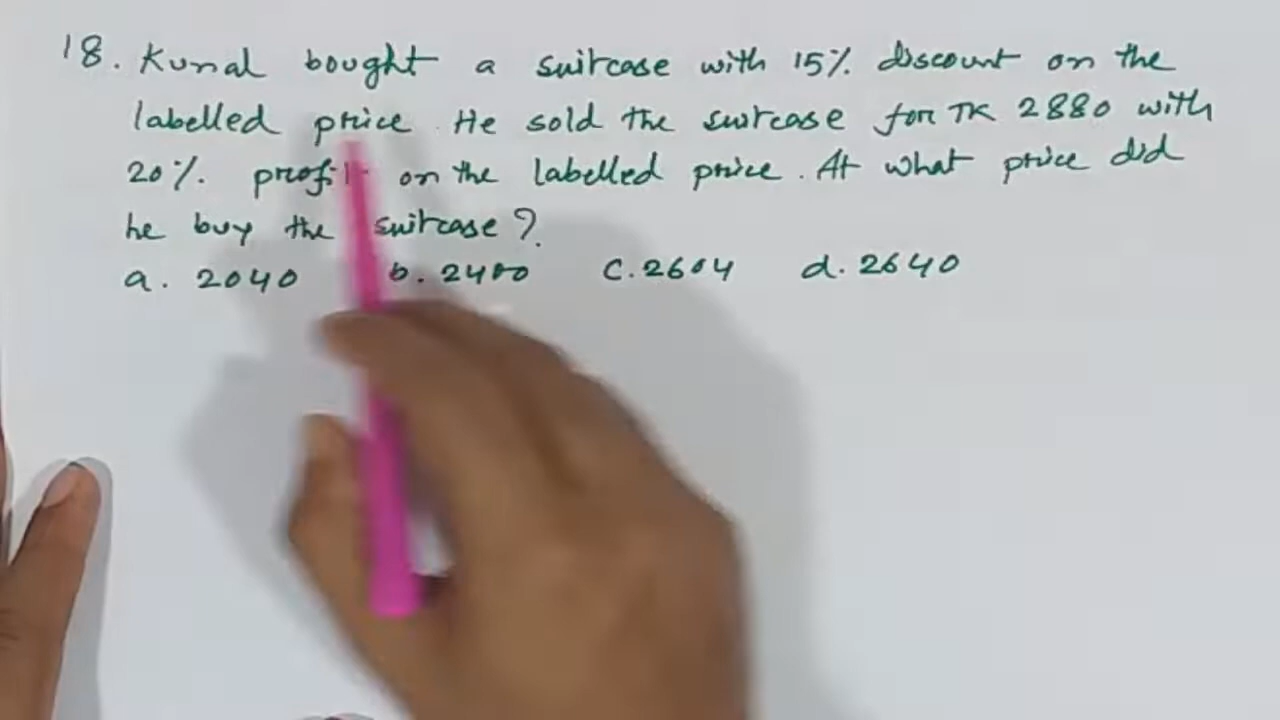 18. Kunal bought a suitcase with 15% discount on the
labelled price. He sold the suitcase for TK 2880 with
20% profit on the labelled price. At what price did
he buy the suitcase?
a. 2040 b. 2400 c. 2604 d. 2640